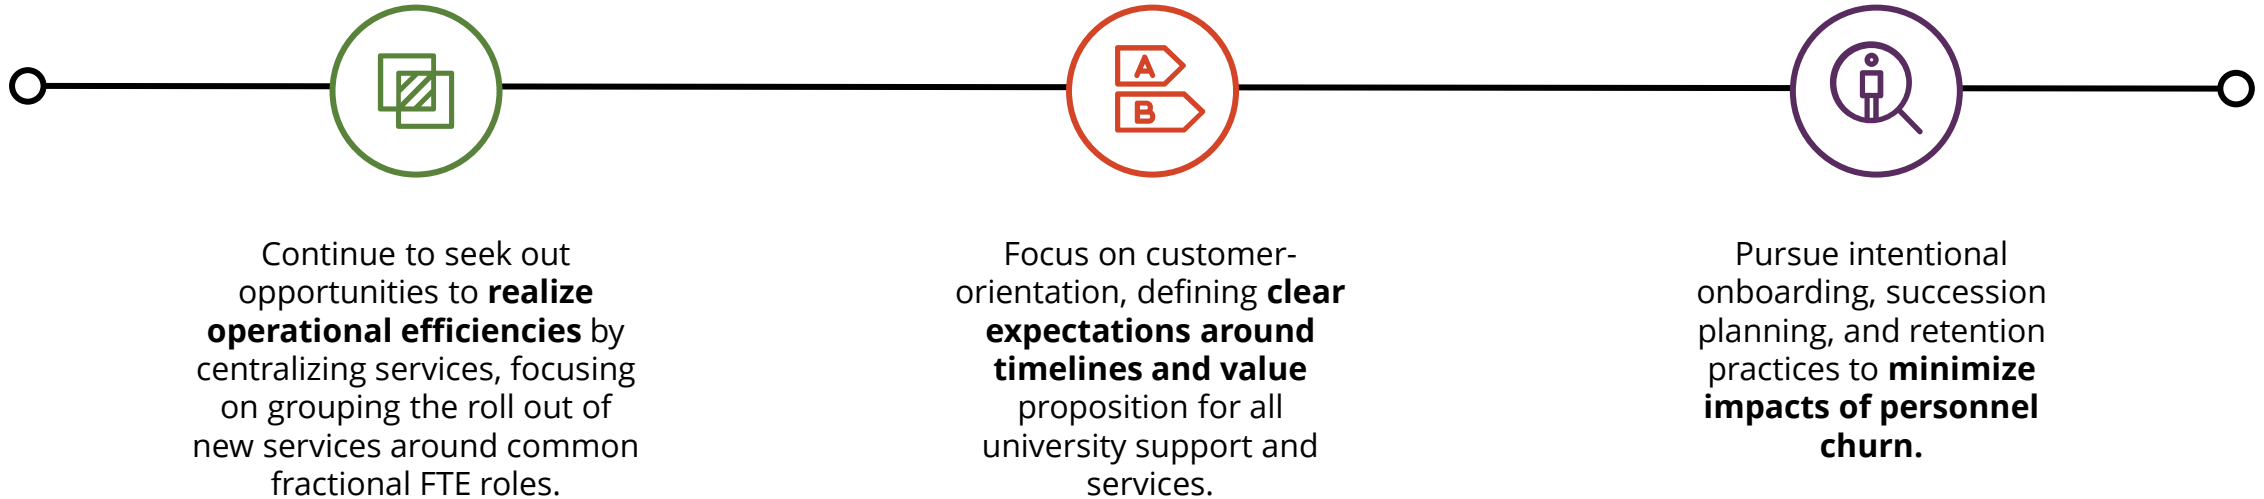 A
B
Continue to seek out
opportunities to realize
operational efficiencies by
centralizing services, focusing
on grouping the roll out of
new services around common
fractional FTE roles.
Focus on customer-
orientation, defining clear
expectations around
timelines and value
proposition for all
university support and
services.
Pursue intentional
onboarding, succession
planning, and retention
practices to minimize
impacts of personnel
churn.